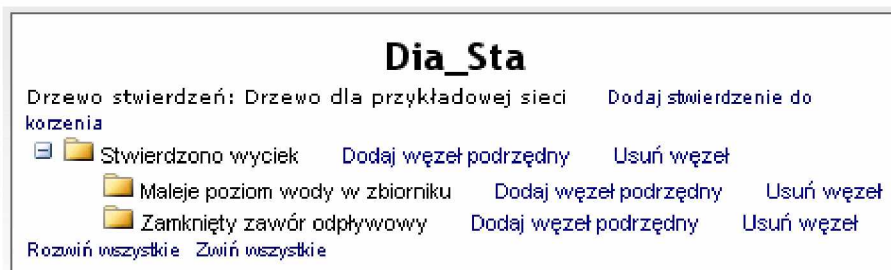 Dia_Sta
Drzewo stwierdzeń: Drzewo dla przykładowej sieci Dodaj stwierdzenie do
korzenia
Stwierdzono wyciek Dodaj węzeł podrzędny Usuń węzeł
Maleje poziom wody w zbiorniku Dodaj węzeł podrzędny Usuń węzeł
Zamknięty zawór odpływowy Dodaj węzeł podrzędny Usuń węzeł
Rozwiń wszystkie Zwiń wszystkie